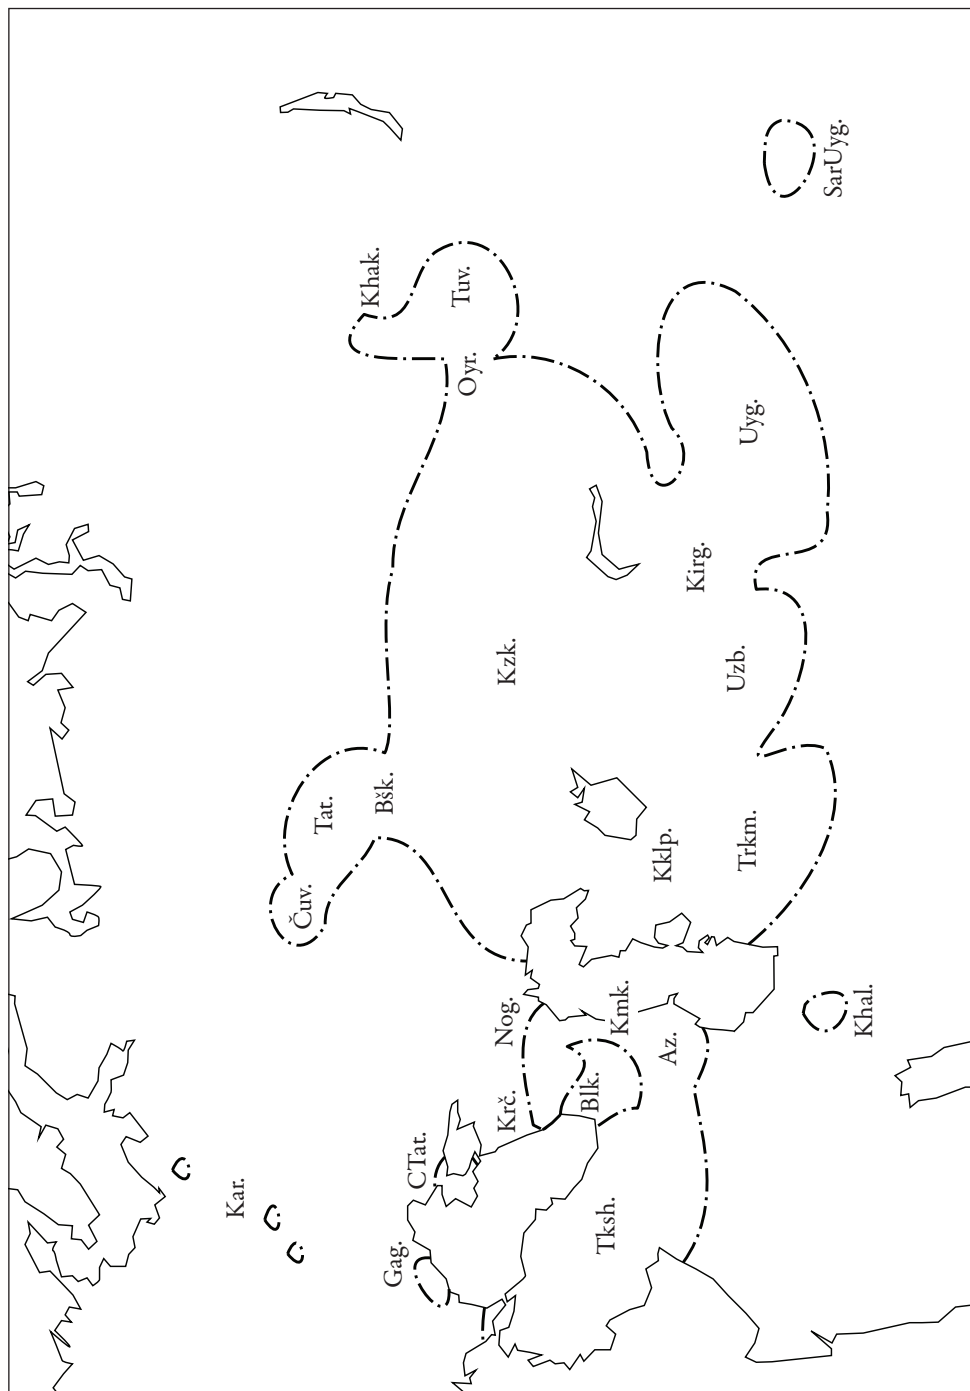 Kar.
Gag.
CTat.
Krč.
Nog.
Čuv.
Tat.
Bšk.
Khak.
Tuv.
Oyr.
Kzk.
Tksh.
Blk.
Kmk.
Az.
Kklp.
Trkm.
Uzb.
Kirg.
Uyg.
Khal.
SarUyg.